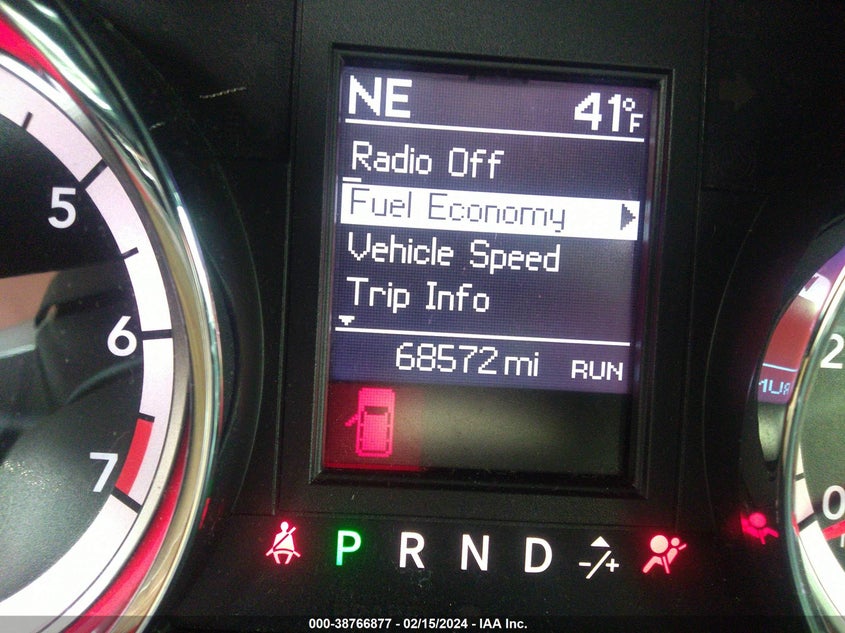 NE 41°F
Radio Off
Fuel Economy
Vehicle Speed
Trip Info
68572 mi RUN
5
6
7
2
0
P R N D -/+
000-38766877 - 02/15/2024 - IAA Inc.